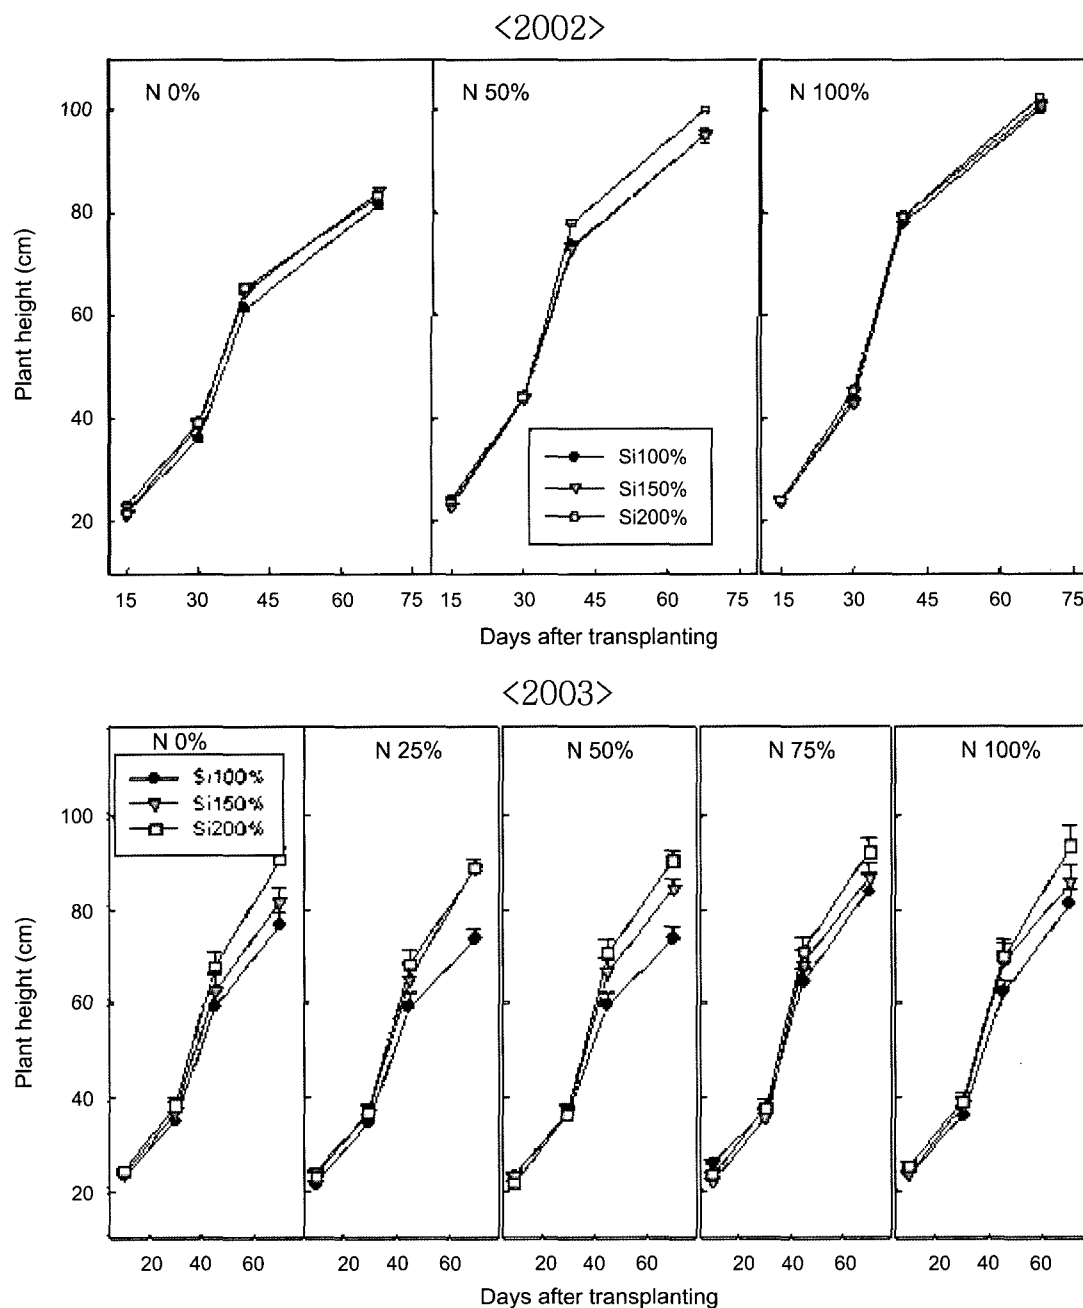 <2002>
N 0%
N 50%
N 100%
100
80
60
40
20
Plant height (cm)
Si100%
Si150%
Si200%
15 30 45 60 75 15 30 45 60 75 15 30 45 60 75
Days after transplanting
<2003>
N 0%
N 25%
N 50%
N 75%
N 100%
Si100%
Si150%
Si200%
100
80
60
40
20
Plant height (cm)
20 40 60 20 40 60 20 40 60 20 40 60 20 40 60
Days after transplanting